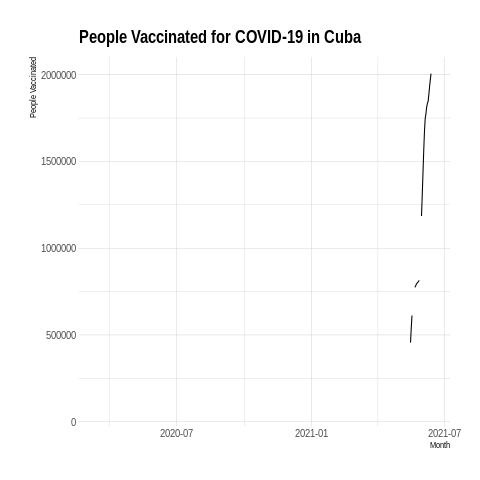 People Vaccinated for COVID-19 in Cuba
People Vaccinated
2000000
1500000
1000000
500000
0
2020-07
2021-01
2021-07
Month